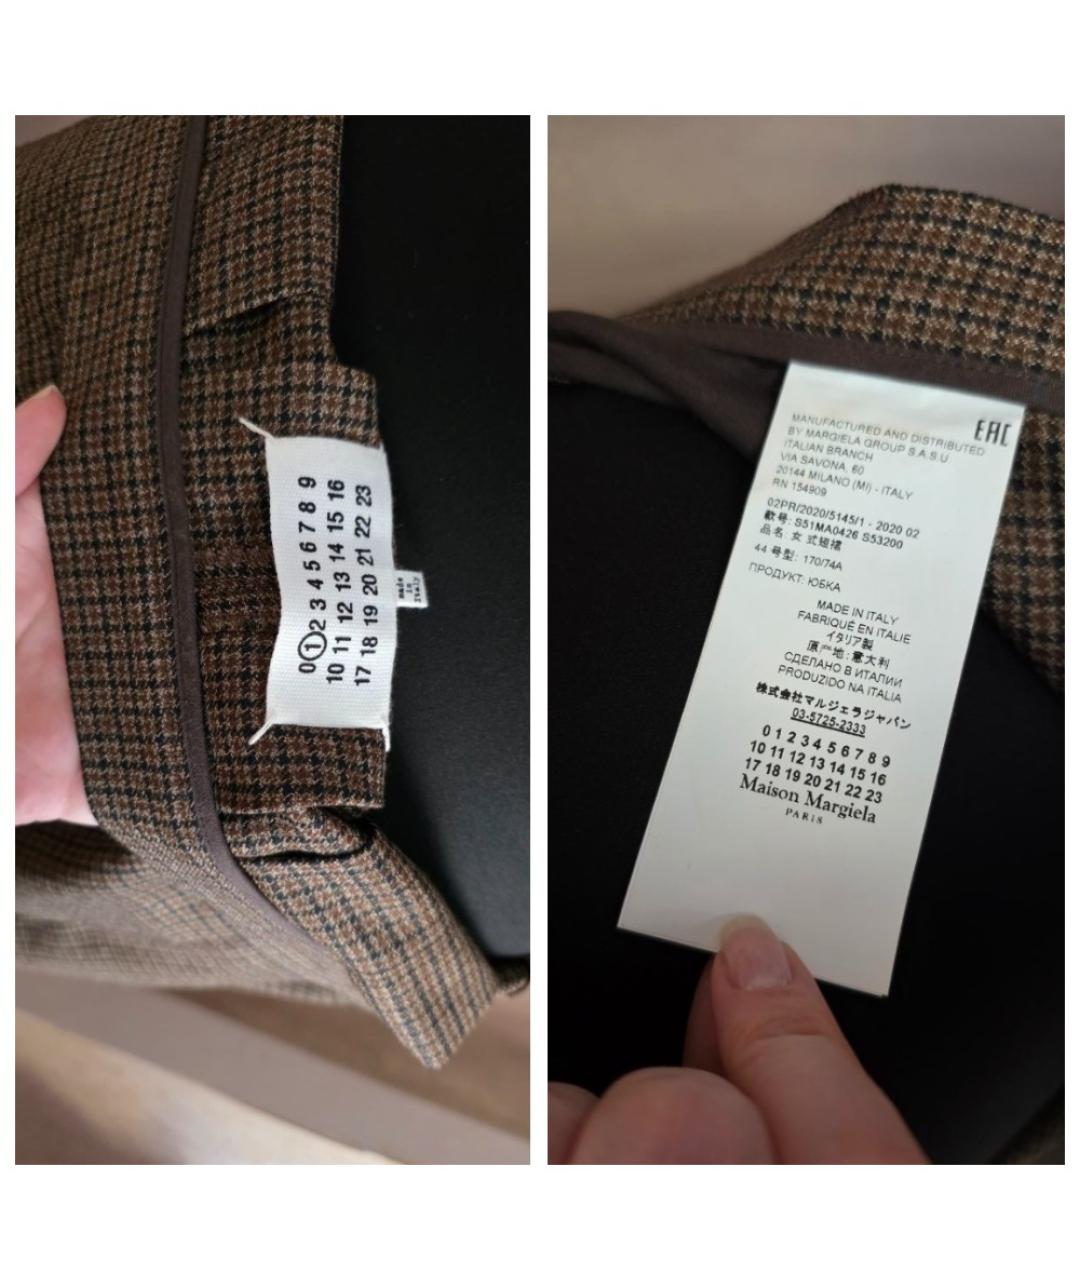 0 1 2 3 4 5 6 7 8 9
10 11 12 13 14 15 16
17 18 19 20 21 22 23
made
in
Italy
EAC
MANUFACTURED AND DISTRIBUTED
BY MARGIELA GROUP S.A.S.U
ITALIAN BRANCH
VIA SAVONA, 60
20144 MILANO (MI) - ITALY
RN 154909
02PR/2020/5145/1 - 2020 02
款号: S51MA0426 S53200
品名: 女式短裙
44 号型: 170/74A
ПРОДУКТ: ЮБКА
MADE IN ITALY
FABRIQUÉ EN ITALIE
イタリア製
原产地: 意大利
СДЕЛАНО В ИТАЛИИ
PRODUZIDO NA ITALIA
株式会社マルジェラジャパン
03-5725-2333
0 1 2 3 4 5 6 7 8 9
10 11 12 13 14 15 16
17 18 19 20 21 22 23
Maison Margiela
PARIS